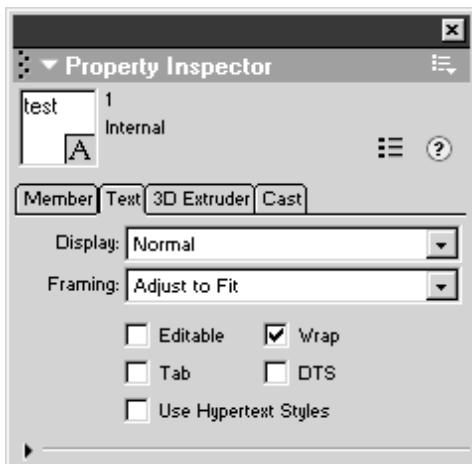 Property Inspector
test
A
1
Internal
?
Member Text 3D Extruder Cast
Display: Normal
Framing: Adjust to Fit
Editable Wrap
Tab DTS
Use Hypertext Styles